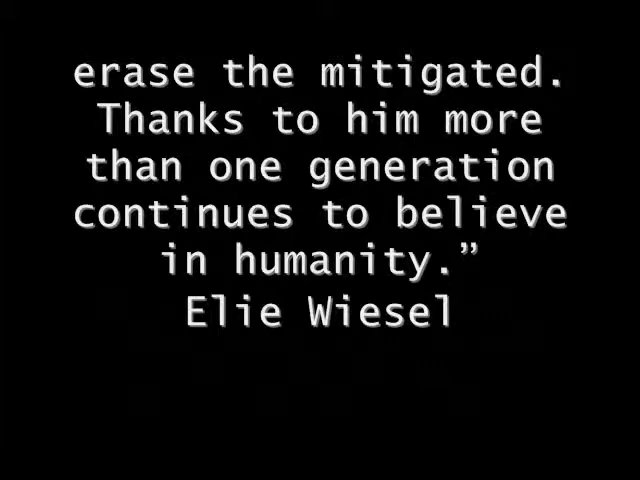 erase the mitigated.
Thanks to him more
than one generation
continues to believe
in humanity.”
Elie Wiesel